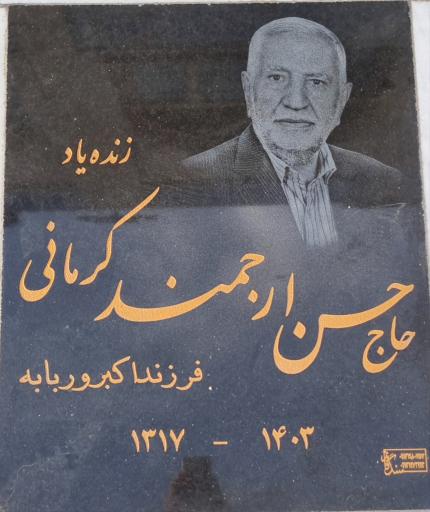 زنده یاد
حاج حسن ارجمند کرمانی
فرزند اکبر و ربابه
۱۳۱۷ - ۱۴۰۳